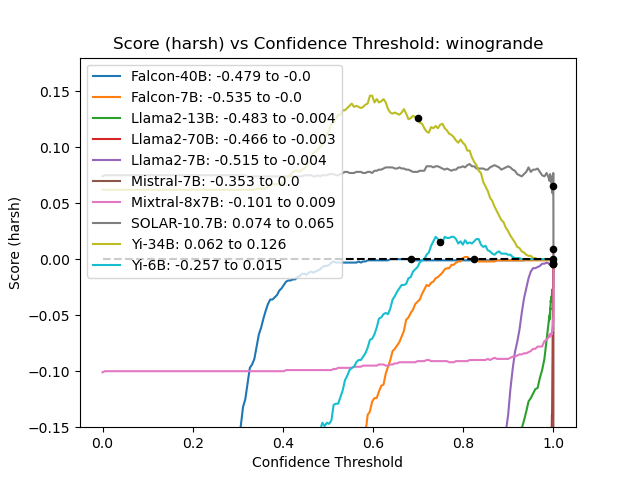 Score (harsh) vs Confidence Threshold: winogrande
Falcon-40B: -0.479 to -0.0
Falcon-7B: -0.535 to -0.0
Llama2-13B: -0.483 to -0.004
Llama2-70B: -0.466 to -0.003
Llama2-7B: -0.515 to -0.004
Mistral-7B: -0.353 to 0.0
Mixtral-8x7B: -0.101 to 0.009
SOLAR-10.7B: 0.074 to 0.065
Yi-34B: 0.062 to 0.126
Yi-6B: -0.257 to 0.015
Score (harsh)
0.15
0.10
0.05
0.00
−0.05
−0.10
−0.15
0.0 0.2 0.4 0.6 0.8 1.0
Confidence Threshold